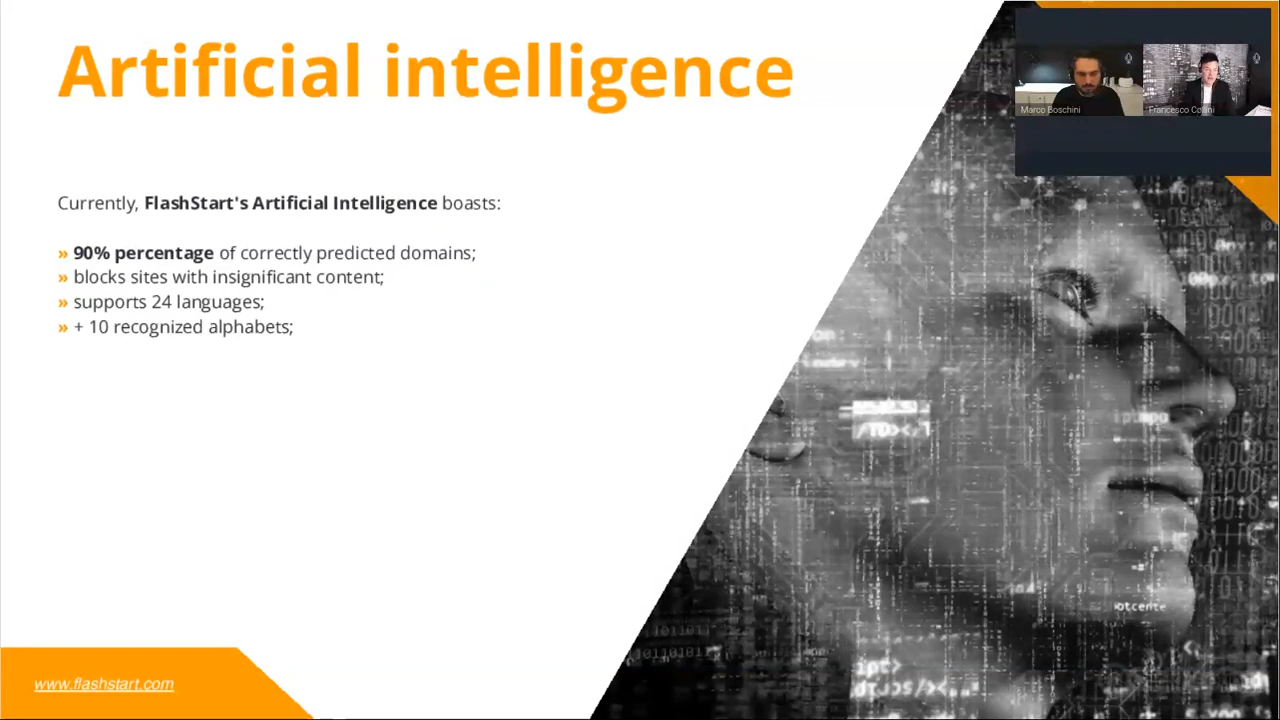 Artificial intelligence
Marco Boschini
Francesco Collini
Currently, FlashStart's Artificial Intelligence boasts:
» 90% percentage of correctly predicted domains;
» blocks sites with insignificant content;
» supports 24 languages;
» + 10 recognized alphabets;
www.flashstart.com